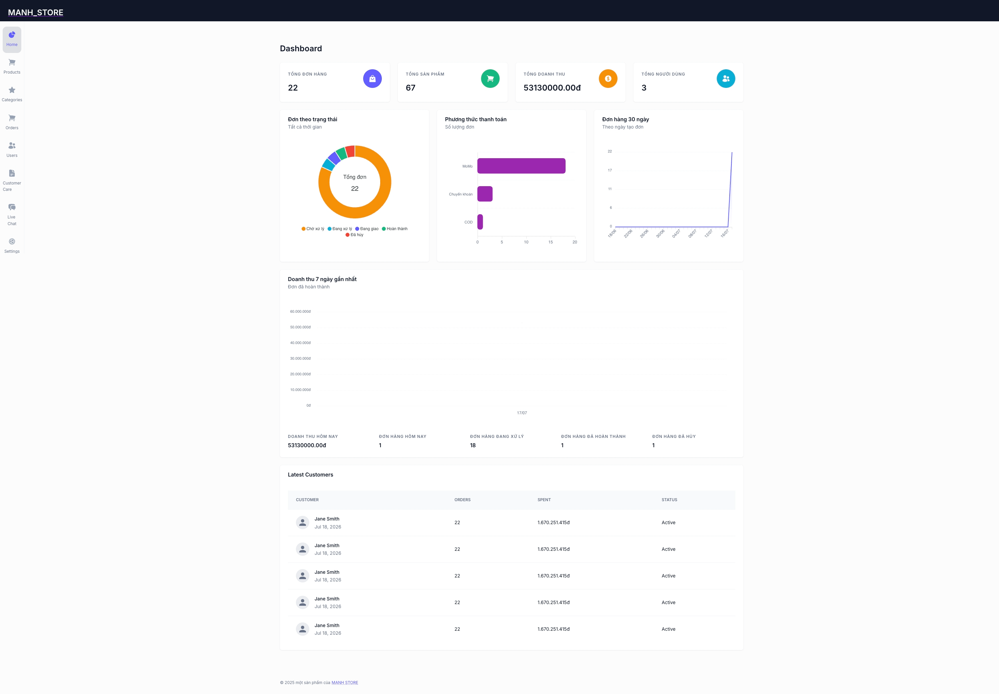 MANH_STORE
Home
Products
Categories
Orders
Users
Customer
Care
Live
Chat
Settings
Dashboard
TỔNG ĐƠN HÀNG
22
TỔNG SẢN PHẨM
67
TỔNG DOANH THU
53130000.00đ
TỔNG NGƯỜI DÙNG
3
Đơn theo trạng thái
Tất cả thời gian
Tổng đơn
22
Chờ xử lý Đang xử lý Đang giao Hoàn thành
Đã hủy
Phương thức thanh toán
Số lượng đơn
MoMo
Chuyển khoản
COD
0 5 10 15 20
Đơn hàng 30 ngày
Theo ngày tạo đơn
22
17
11
6
0
18/06 22/06 26/06 30/06 04/07 08/07 12/07 16/07
Doanh thu 7 ngày gần nhất
Đơn đã hoàn thành
60.000.000đ
50.000.000đ
40.000.000đ
30.000.000đ
20.000.000đ
10.000.000đ
0đ
17/07
DOANH THU HÔM NAY
53130000.00đ
ĐƠN HÀNG HÔM NAY
1
ĐƠN HÀNG ĐANG XỬ LÝ
18
ĐƠN HÀNG ĐÃ HOÀN THÀNH
1
ĐƠN HÀNG ĐÃ HỦY
1
Latest Customers
CUSTOMER ORDERS SPENT STATUS
Jane Smith
Jul 18, 2026
22 1.670.251.415đ Active
Jane Smith
Jul 18, 2026
22 1.670.251.415đ Active
Jane Smith
Jul 18, 2026
22 1.670.251.415đ Active
Jane Smith
Jul 18, 2026
22 1.670.251.415đ Active
Jane Smith
Jul 18, 2026
22 1.670.251.415đ Active
© 2025 một sản phẩm của MANH STORE